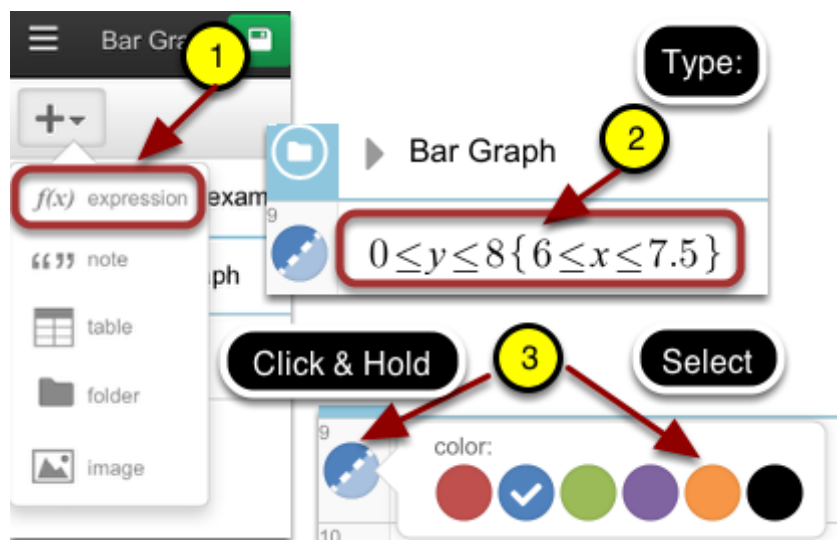 Bar Gra
1
Type:
f(x) expression
exam
note
ph
table
folder
image
2
Bar Graph
9
0≤y≤8{6≤x≤7.5}
Click & Hold
3
Select
9
color:
10